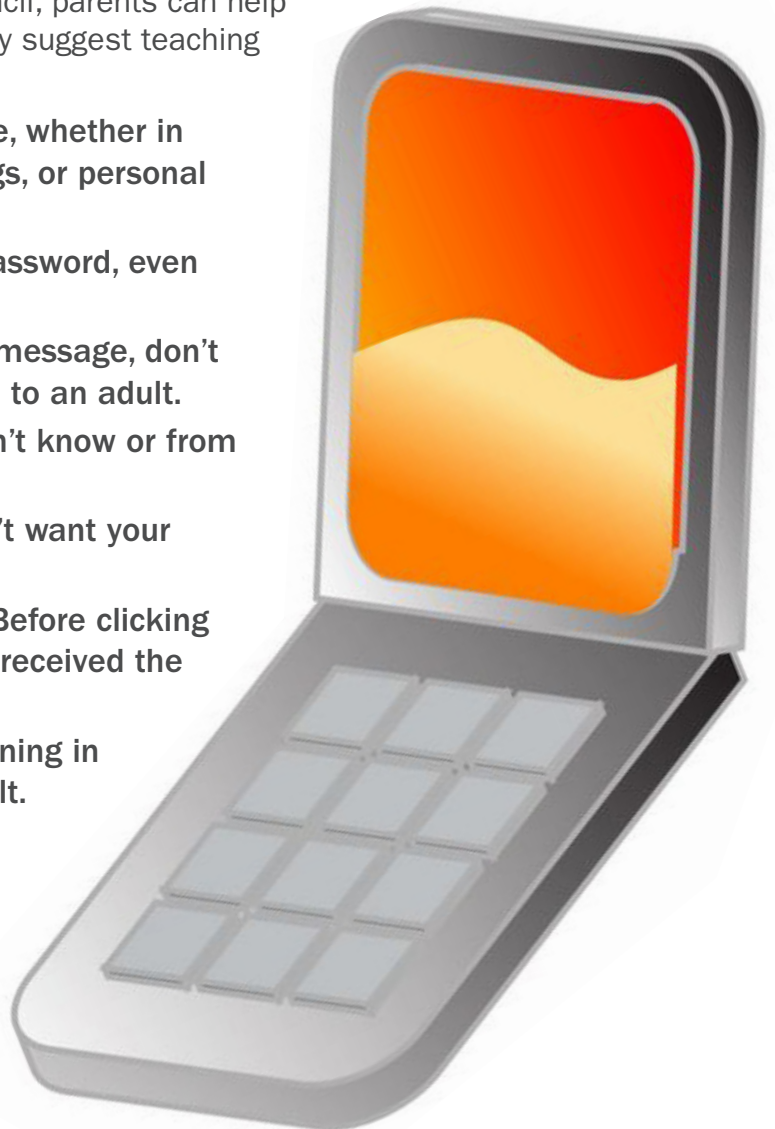 parents can help
y suggest teaching
e, whether in
gs, or personal
assword, even
message, don't
to an adult.
n't know or from
't want your
Before clicking
received the
ning in
lt.